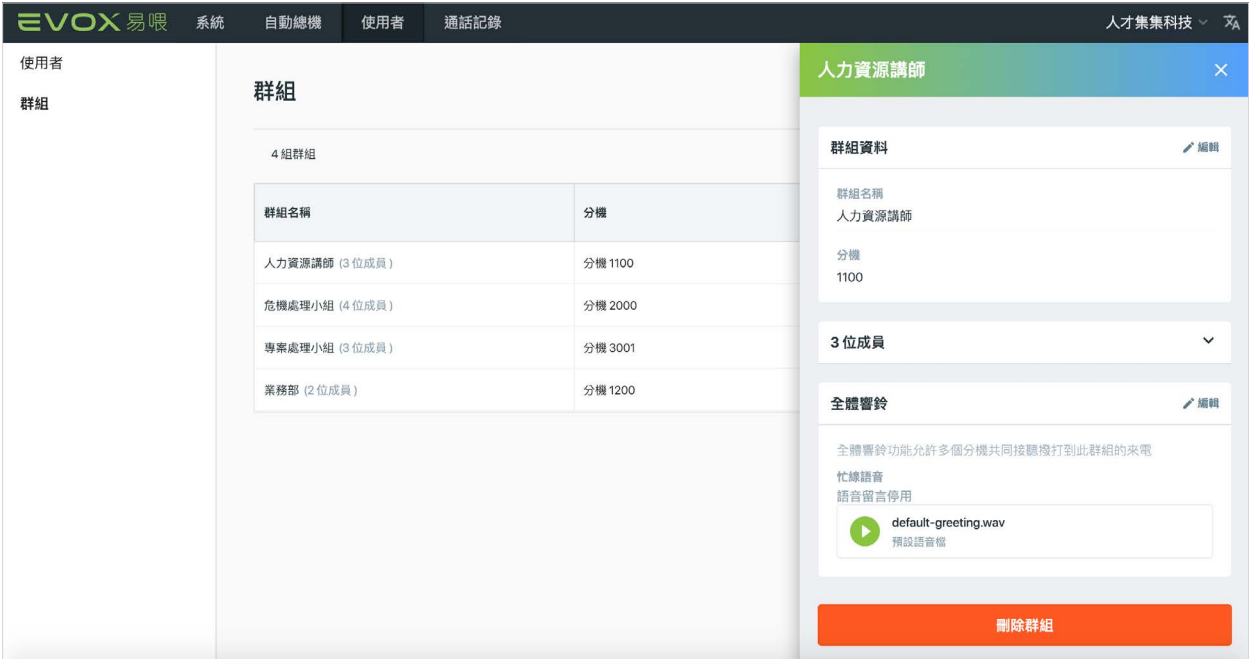 EVOX 易喂 系統 自動總機 使用者 通話記錄 人才集集科技
使用者
群組
群組
4 組群組
群組名稱 分機
人力資源講師 (3 位成員) 分機 1100
危機處理小組 (4 位成員) 分機 2000
專案處理小組 (3 位成員) 分機 3001
業務部 (2 位成員) 分機 1200
人力資源講師
群組資料 編輯
群組名稱
人力資源講師
分機
1100
3 位成員
全體響鈴 編輯
全體響鈴功能允許多個分機共同接聽撥打到此群組的來電
忙線語音
語音留言停用
default-greeting.wav
預設語音檔
刪除群組